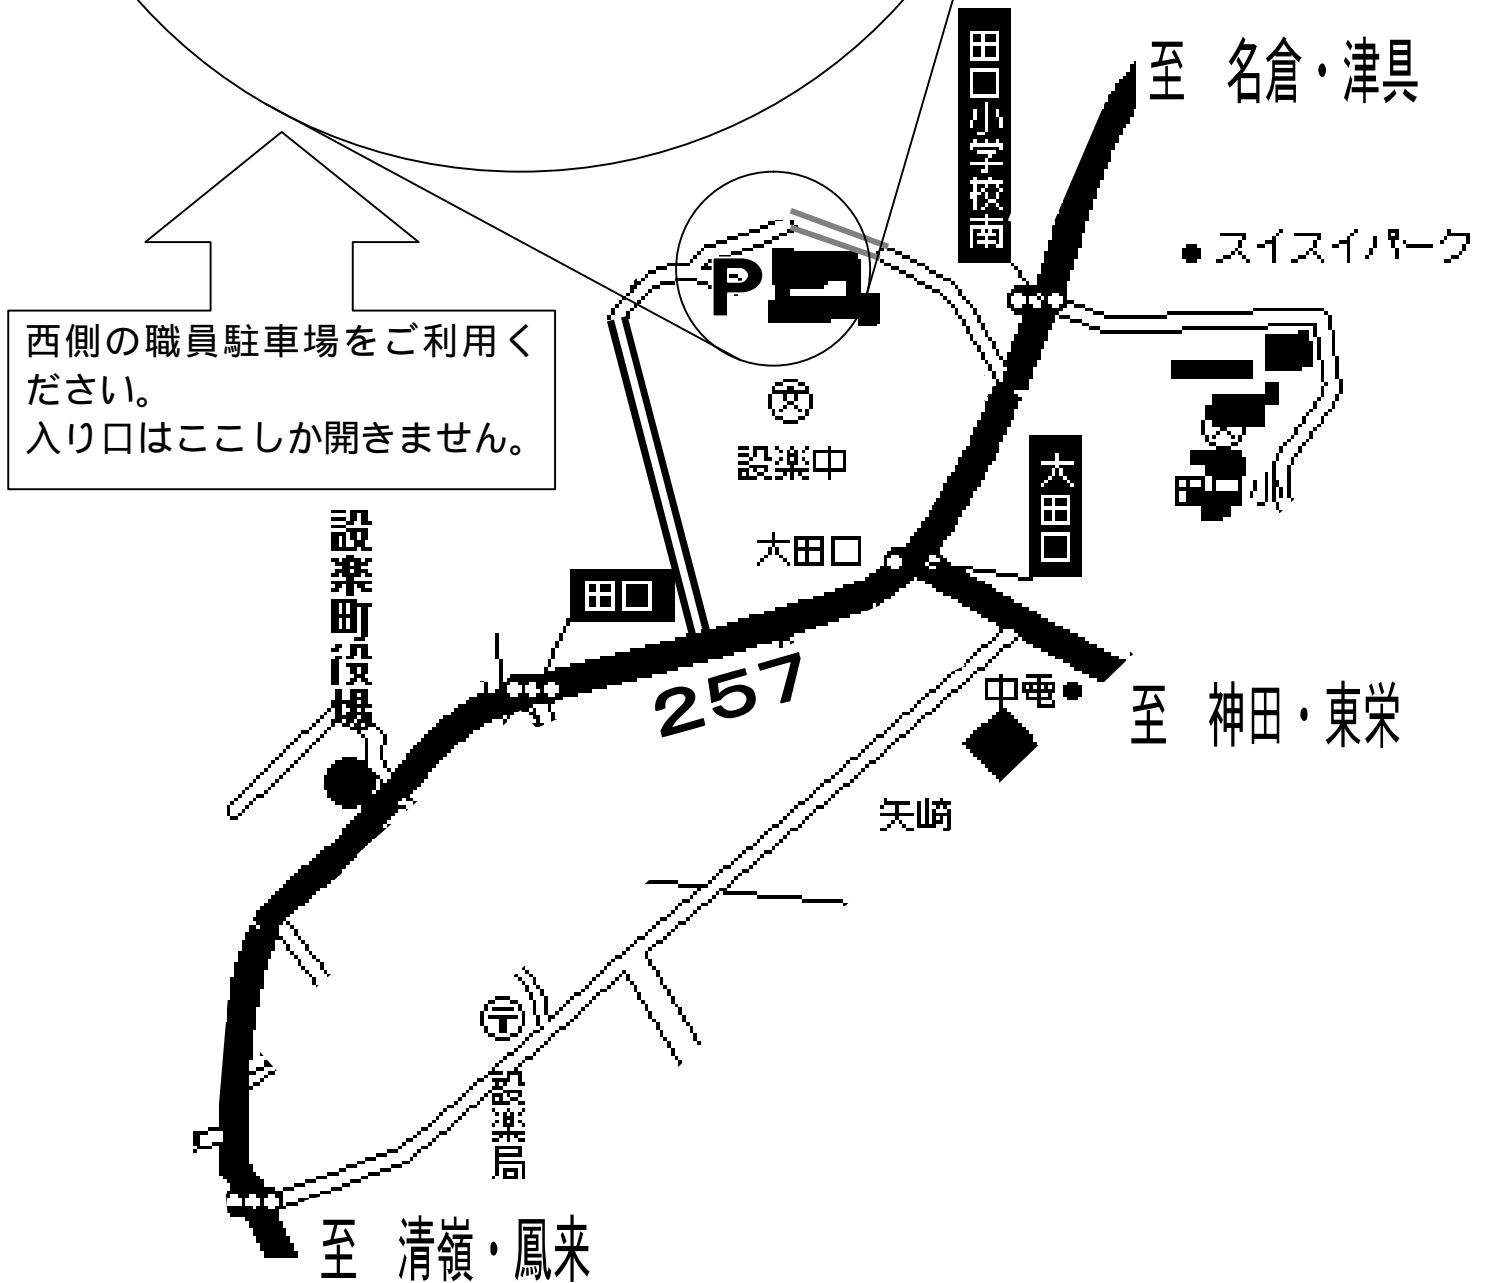 田口小学校南
至　名倉・津具
スイスイパーク
P
西側の職員駐車場をご利用く
ださい。
入り口はここしか開きません。
文
設楽中
大田口
田口小
設楽町役場
大田口
田口
257
中電
至　神田・東栄
矢崎
〒
設楽局
至　清嶺・鳳来